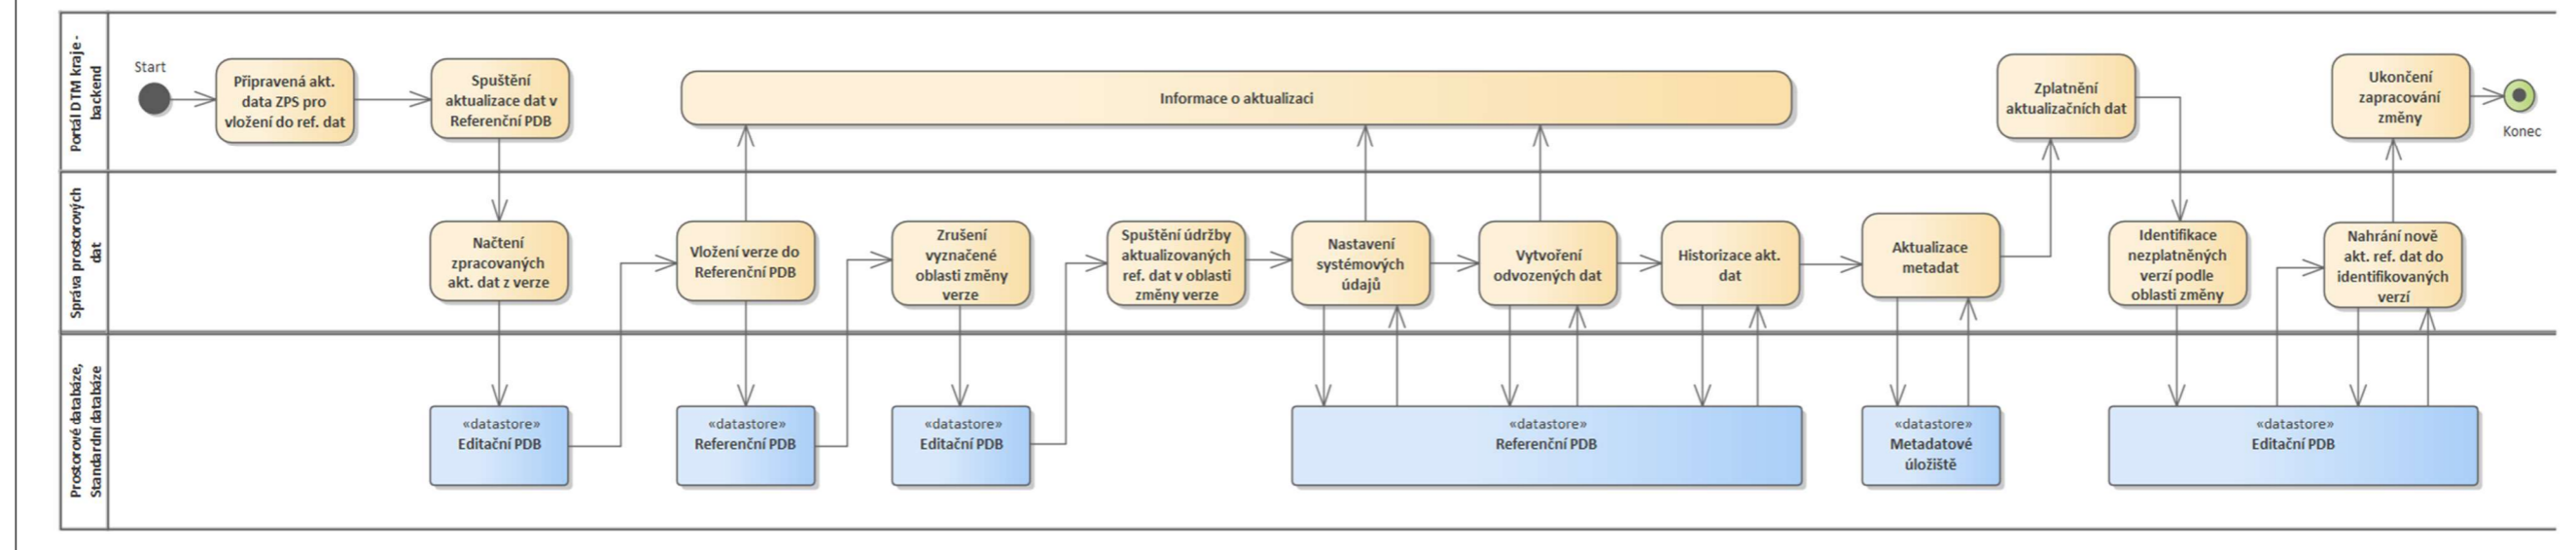 Portál DTM kraje -
backend
Start
Připravená akt.
data ZPS pro
vložení do ref. dat
Spuštění
aktualizace dat v
Referenční PDB
Informace o aktualizaci
Zplatnění
aktualizačních dat
Ukončení
zapracování
změny
Konec
Správa prostorových
dat
Načtení
zpracovaných
akt. dat z verze
Vložení verze do
Referenční PDB
Zrušení
vyznačené
oblasti změny
verze
Spuštění údržby
aktualizovaných
ref. dat v oblasti
změny verze
Nastavení
systémových
údajů
Vytvoření
odvozených dat
Historizace akt.
dat
Aktualizace
metadat
Identifikace
nezplatněných
verzí podle
oblasti změny
Nahrání nově
akt. ref. dat do
identifikovaných
verzí
Prostorové databáze,
Standardní databáze
«datastore»
Editační PDB
«datastore»
Referenční PDB
«datastore»
Editační PDB
«datastore»
Referenční PDB
«datastore»
Metadatové
úložiště
«datastore»
Editační PDB